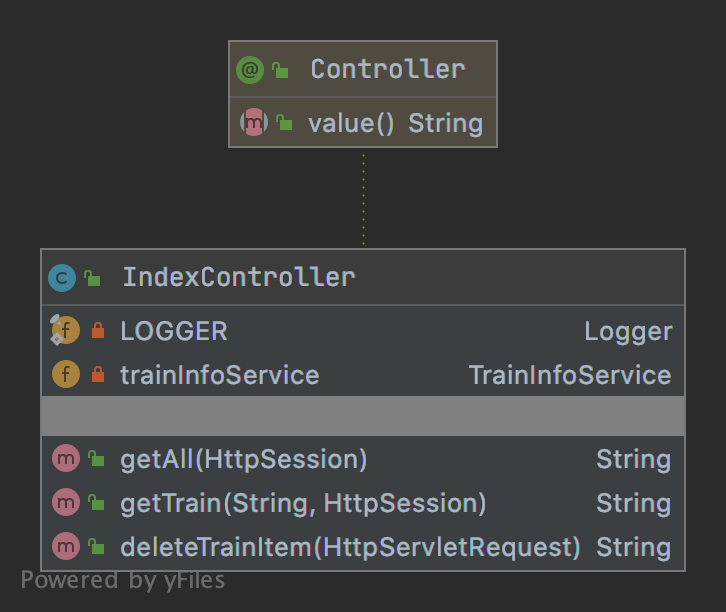 Controller
value() String
IndexController
LOGGER Logger
trainInfoService TrainInfoService
getAll(HttpSession) String
getTrain(String, HttpSession) String
deleteTrainItem(HttpServletRequest) String
Powered by yFiles